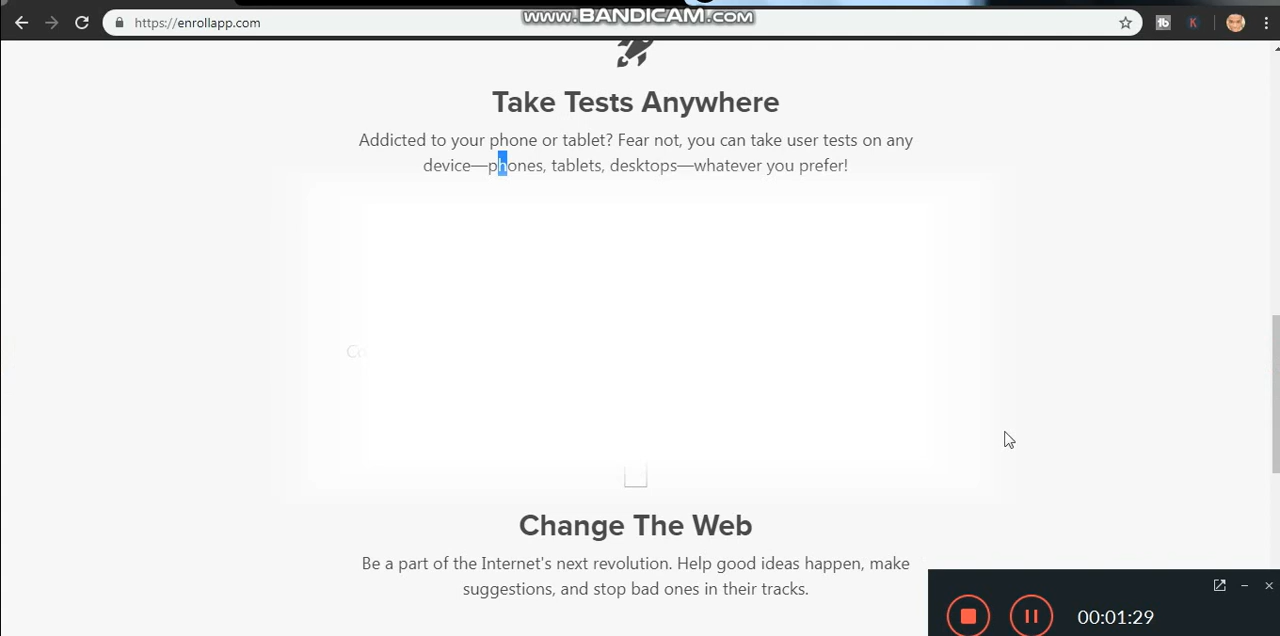 https://enrollapp.com
WWW.BANDICAM.COM
Take Tests Anywhere
Addicted to your phone or tablet? Fear not, you can take user tests on any
device—phones, tablets, desktops—whatever you prefer!
Change The Web
Be a part of the Internet's next revolution. Help good ideas happen, make
suggestions, and stop bad ones in their tracks.
00:01:29